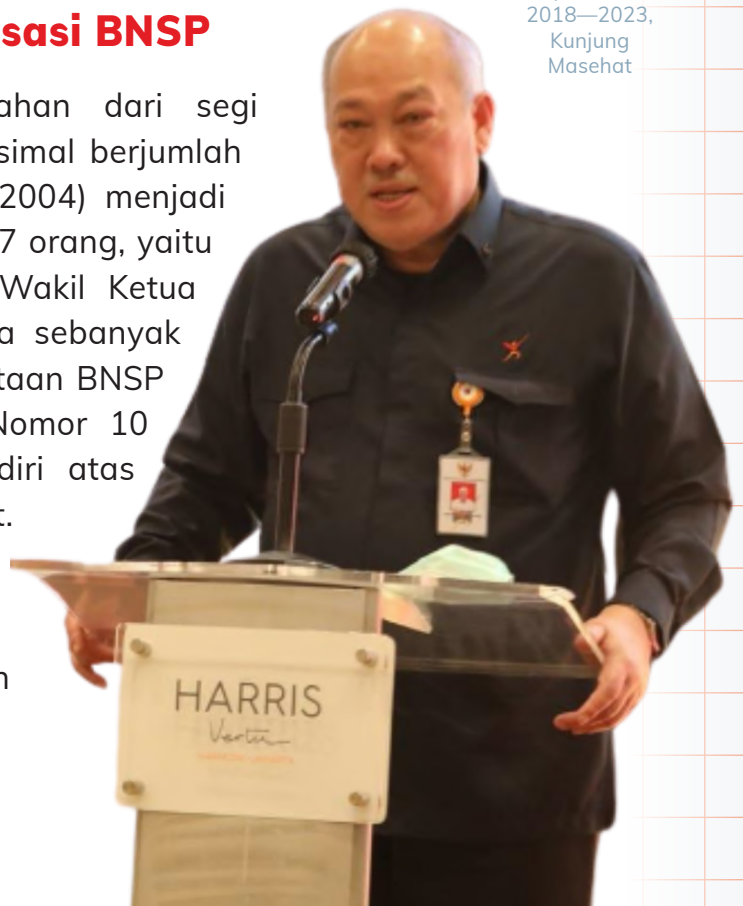 sasi BNSP
2018—2023,
Kunjung
Masehat
ahan dari segi
simal berjumlah
2004) menjadi
7 orang, yaitu
Wakil Ketua
a sebanyak
taan BNSP
Nomor 10
diri atas
t.
n
HARRIS
Vertu